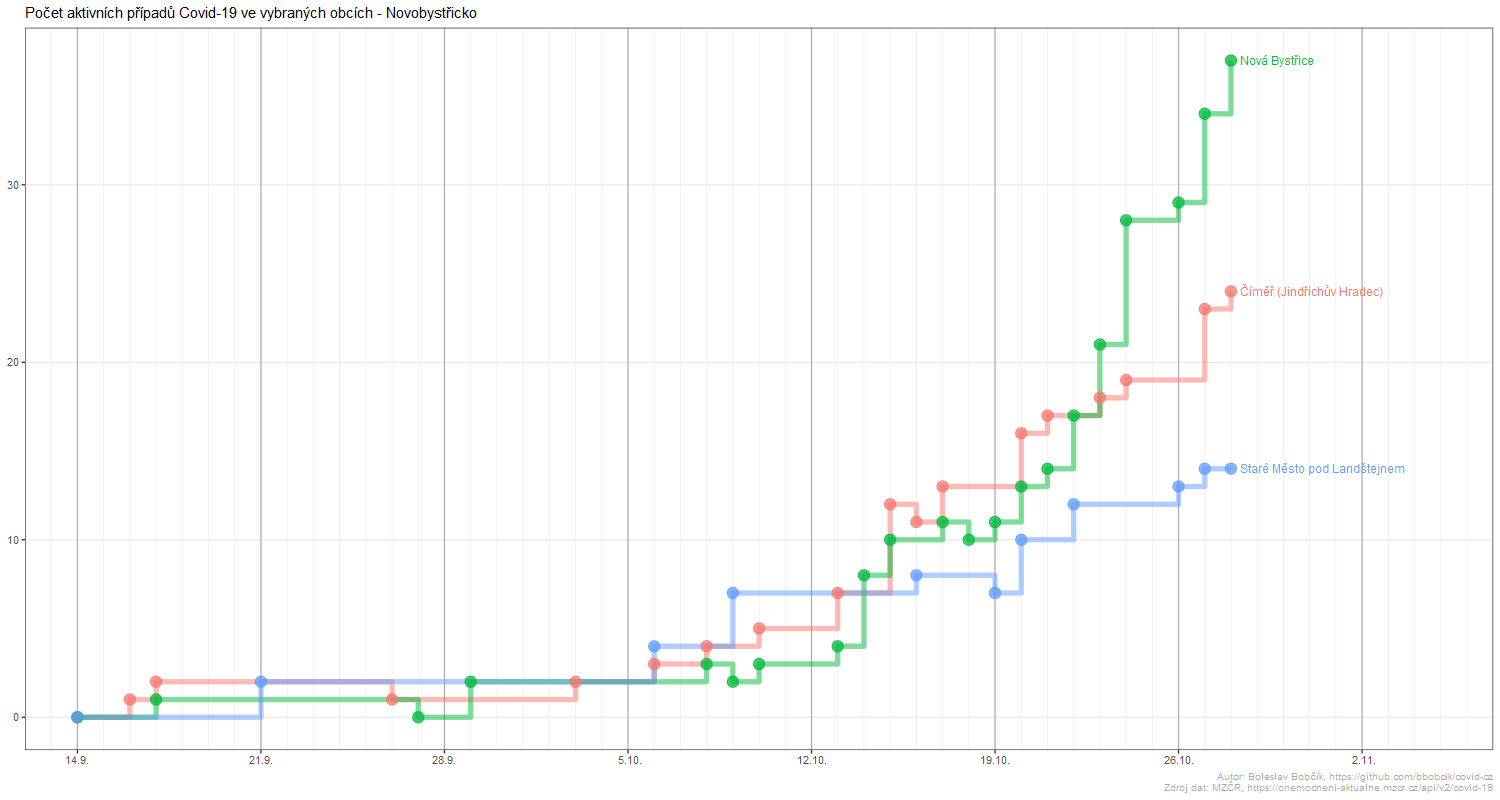 Počet aktivních případů Covid-19 ve vybraných obcích - Novobystřicko
Nová Bystřice
30
Číměř (Jindřichův Hradec)
20
Staré Město pod Landštejnem
10
0
14.9. 21.9. 28.9. 5.10. 12.10. 19.10. 26.10. 2.11.
Autor: Boleslav Bobčík, https://github.com/bbobcik/covid-cz
Zdroj dat: MZČR, https://onemocneni-aktualne.mzcr.cz/api/v2/covid-19